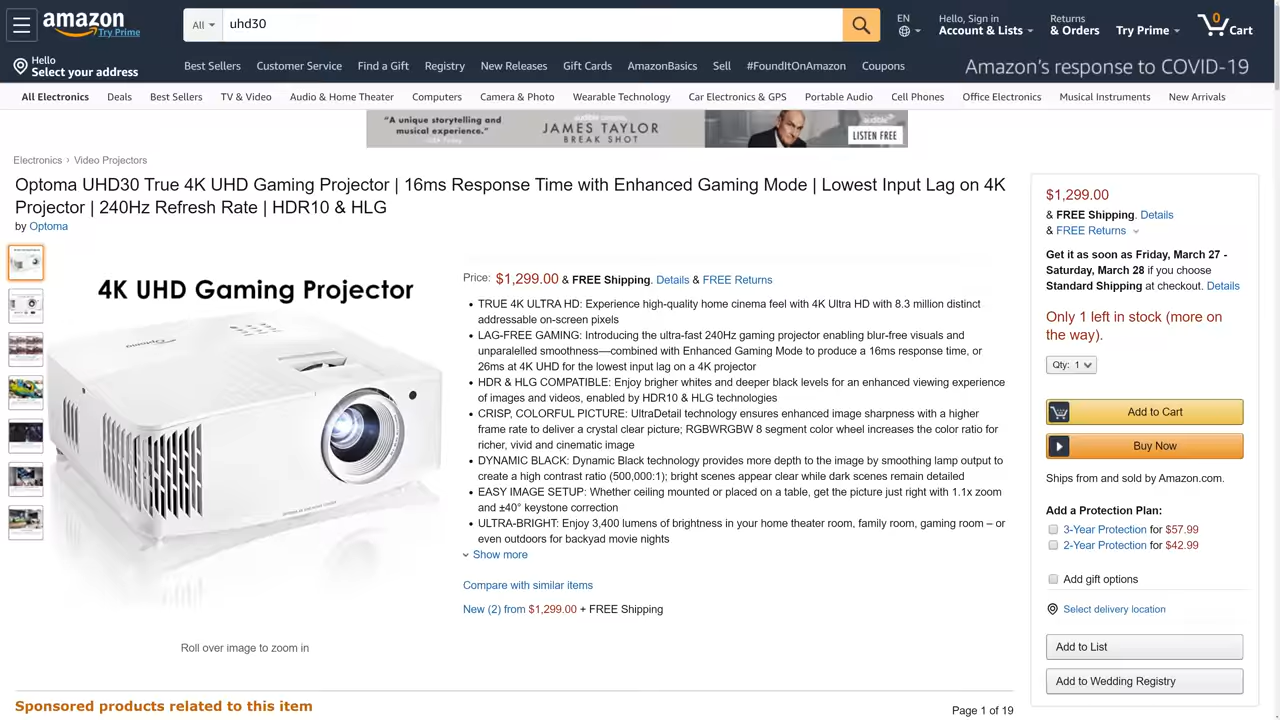 amazon
Try Prime
All
uhd30
EN
Hello, Sign in
Account & Lists
Returns
& Orders
Try Prime
0
Cart
Hello
Select your address
Best Sellers Customer Service Find a Gift Registry New Releases Gift Cards AmazonBasics Sell #FoundItOnAmazon Coupons
Amazon's response to COVID-19
All Electronics Deals Best Sellers TV & Video Audio & Home Theater Computers Camera & Photo Wearable Technology Car Electronics & GPS Portable Audio Cell Phones Office Electronics Musical Instruments New Arrivals
"A unique storytelling and
musical experience."
JAMES TAYLOR
BREAK SHOT
audible
LISTEN FREE
Electronics › Video Projectors
Optoma UHD30 True 4K UHD Gaming Projector | 16ms Response Time with Enhanced Gaming Mode | Lowest Input Lag on 4K
Projector | 240Hz Refresh Rate | HDR10 & HLG
by Optoma
4K UHD Gaming Projector
Optoma
Roll over image to zoom in
Price: $1,299.00 & FREE Shipping. Details & FREE Returns
• TRUE 4K ULTRA HD: Experience high-quality home cinema feel with 4K Ultra HD with 8.3 million distinct
addressable on-screen pixels
• LAG-FREE GAMING: Introducing the ultra-fast 240Hz gaming projector enabling blur-free visuals and
unparalelled smoothness—combined with Enhanced Gaming Mode to produce a 16ms response time, or
26ms at 4K UHD for the lowest input lag on a 4K projector
• HDR & HLG COMPATIBLE: Enjoy brigher whites and deeper black levels for an enhanced viewing experience
of images and videos, enabled by HDR10 & HLG technologies
• CRISP, COLORFUL PICTURE: UltraDetail technology ensures enhanced image sharpness with a higher
frame rate to deliver a crystal clear picture; RGBWRGBW 8 segment color wheel increases the color ratio for
richer, vivid and cinematic image
• DYNAMIC BLACK: Dynamic Black technology provides more depth to the image by smoothing lamp output to
create a high contrast ratio (500,000:1); bright scenes appear clear while dark scenes remain detailed
• EASY IMAGE SETUP: Whether ceiling mounted or placed on a table, get the picture just right with 1.1x zoom
and ±40° keystone correction
• ULTRA-BRIGHT: Enjoy 3,400 lumens of brightness in your home theater room, family room, gaming room – or
even outdoors for backyad movie nights
Show more
Compare with similar items
New (2) from $1,299.00 + FREE Shipping
$1,299.00
& FREE Shipping. Details
& FREE Returns
Get it as soon as Friday, March 27 -
Saturday, March 28 if you choose
Standard Shipping at checkout. Details
Only 1 left in stock (more on
the way).
Qty: 1
Add to Cart
Buy Now
Ships from and sold by Amazon.com.
Add a Protection Plan:
3-Year Protection for $57.99
2-Year Protection for $42.99
Add gift options
Select delivery location
Add to List
Add to Wedding Registry
Sponsored products related to this item
Page 1 of 19